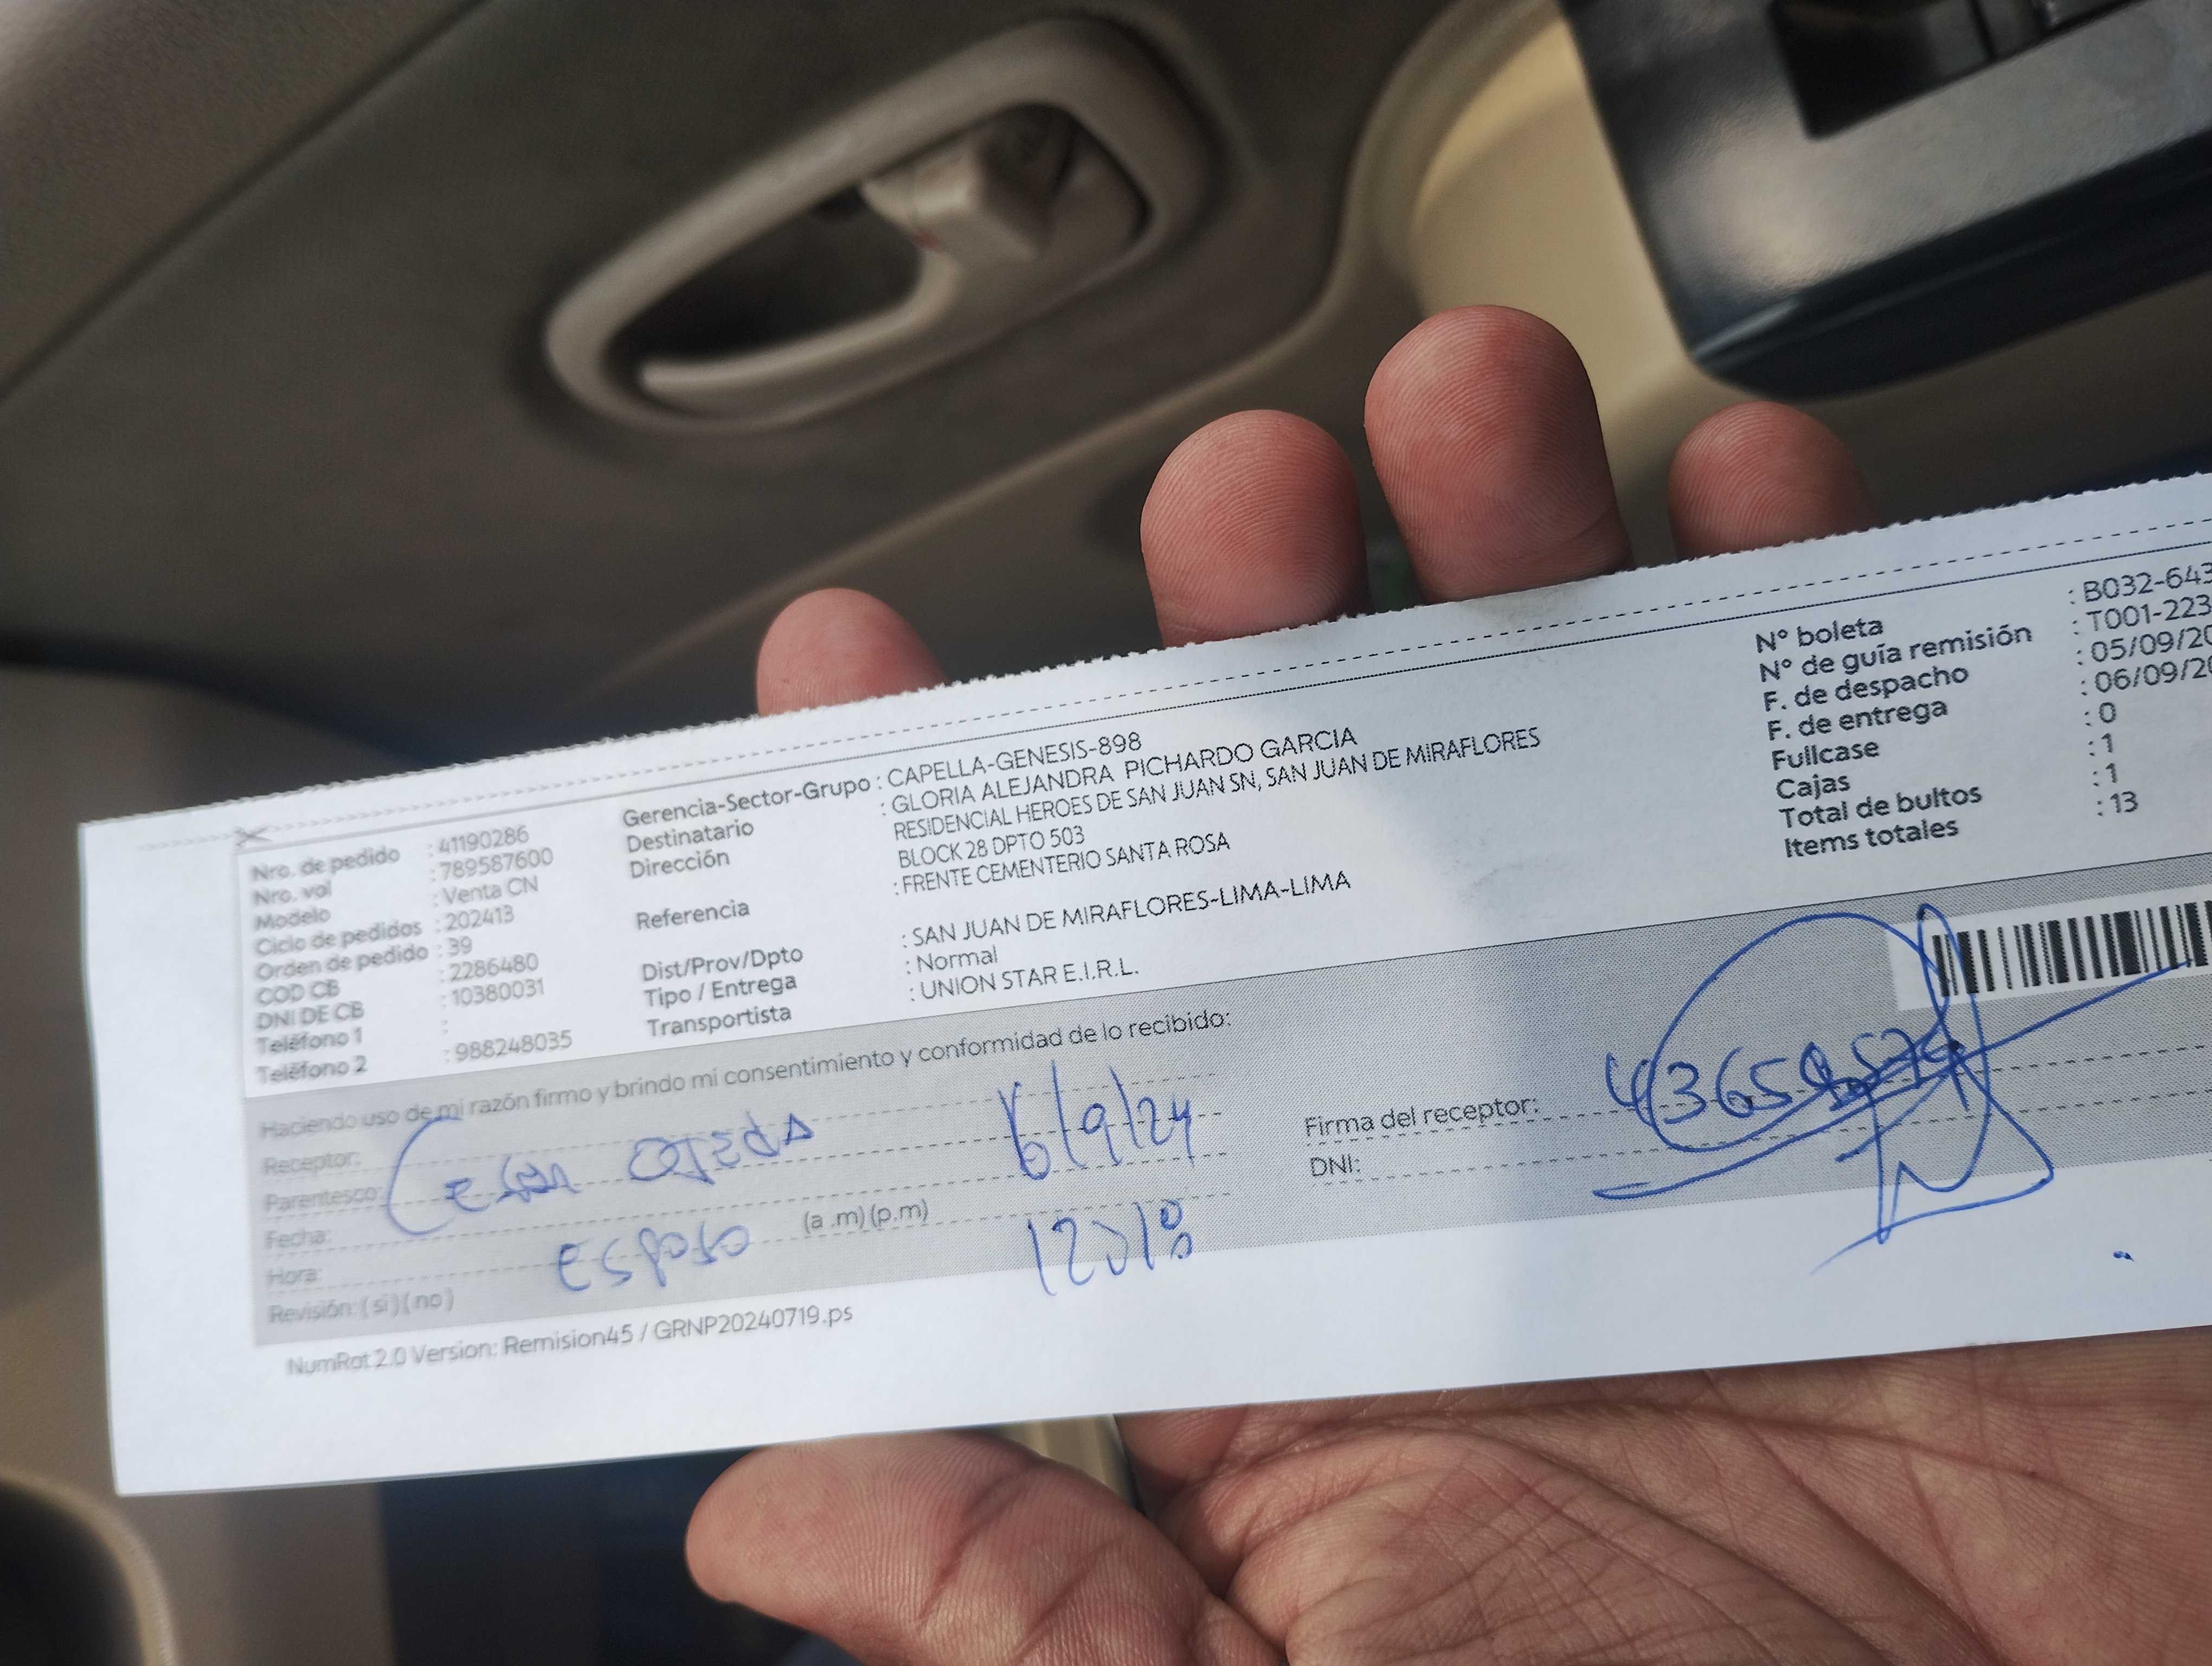 Nro. de pedido : 41190286
Nro. vol : 789587600
Modelo : Venta CN
Ciclo de pedidos : 202413
Orden de pedido : 39
COD CB : 2286480
DNI DE CB : 10380031
Teléfono 1 :
Teléfono 2 : 988248035
Gerencia-Sector-Grupo : CAPELLA-GENESIS-898
Destinatario : GLORIA ALEJANDRA PICHARDO GARCIA
Dirección RESIDENCIAL HEROES DE SAN JUAN SN, SAN JUAN DE MIRAFLORES
BLOCK 28 DPTO 503
Referencia : FRENTE CEMENTERIO SANTA ROSA
Dist/Prov/Dpto : SAN JUAN DE MIRAFLORES-LIMA-LIMA
Tipo / Entrega : Normal
Transportista : UNION STAR E.I.R.L.
N° boleta : B032-643
N° de guía remisión : T001-223
F. de despacho : 05/09/20
F. de entrega : 06/09/20
Fullcase : 0
Cajas : 1
Total de bultos : 1
Items totales : 13
Haciendo uso de mi razón firmo y brindo mi consentimiento y conformidad de lo recibido:
Receptor:
Parentesco:
Fecha: 6/9/24
Hora: Esposo (a .m) (p.m)
Revisión: ( si ) ( no )
Firma del receptor:
DNI:
NumRot 2.0 Version: Remision45 / GRNP20240719.ps